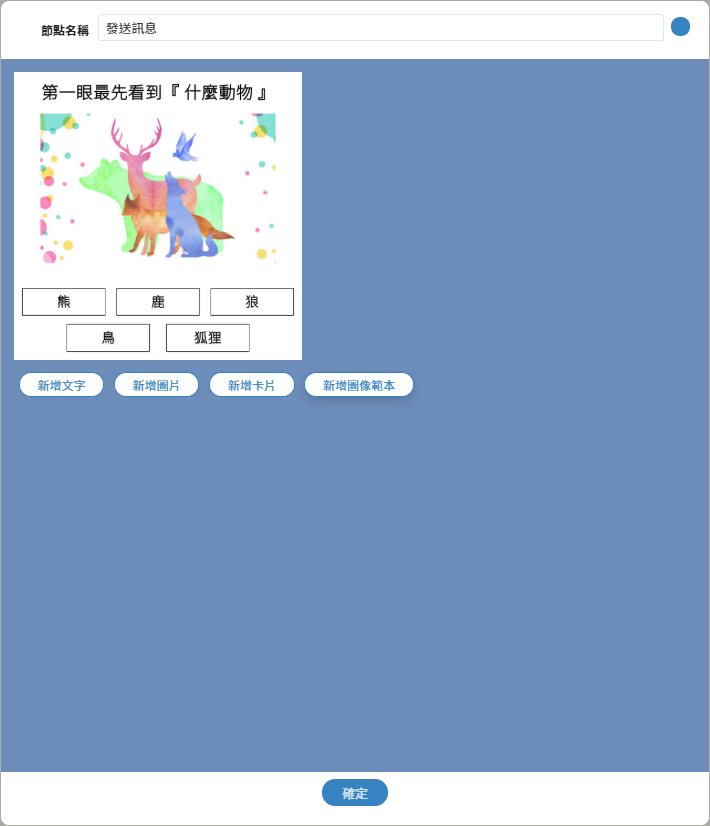 節點名稱 發送訊息
第一眼最先看到『 什麼動物 』
熊 鹿 狼
鳥 狐狸
新增文字 新增圖片 新增卡片 新增圖像範本
確定